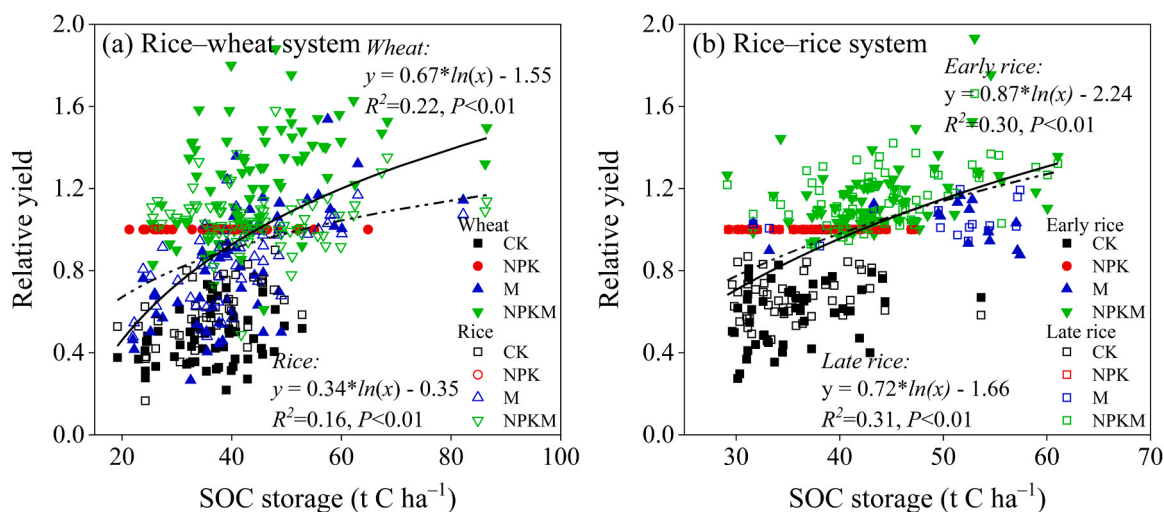 (a) Rice–wheat system
Wheat:
y = 0.67*ln(x) - 1.55
R²=0.22, P<0.01
Wheat
CK
NPK
M
NPKM
Rice
CK
NPK
M
NPKM
Rice:
y = 0.34*ln(x) - 0.35
R²=0.16, P<0.01
Relative yield
2.0
1.6
1.2
0.8
0.4
0.0
20
40
60
80
100
SOC storage (t C ha⁻¹)
(b) Rice–rice system
Early rice:
y = 0.87*ln(x) - 2.24
R²=0.30, P<0.01
Early rice
CK
NPK
M
NPKM
Late rice
CK
NPK
M
NPKM
Late rice:
y = 0.72*ln(x) - 1.66
R²=0.31, P<0.01
Relative yield
2.0
1.6
1.2
0.8
0.4
0.0
30
40
50
60
70
SOC storage (t C ha⁻¹)